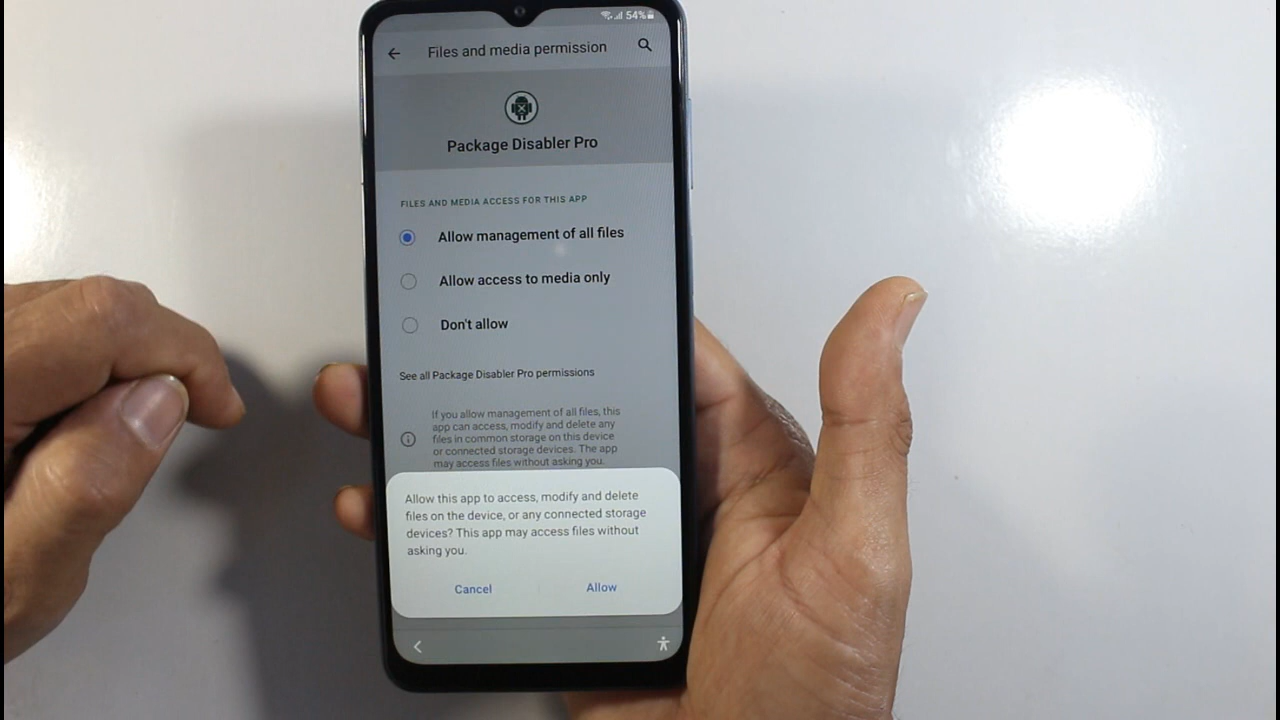 54%
Files and media permission
Package Disabler Pro
FILES AND MEDIA ACCESS FOR THIS APP
Allow management of all files
Allow access to media only
Don't allow
See all Package Disabler Pro permissions
If you allow management of all files, this
app can access, modify and delete any
files in common storage on this device
or connected storage devices. The app
may access files without asking you.
Allow this app to access, modify and delete
files on the device, or any connected storage
devices? This app may access files without
asking you.
Cancel Allow